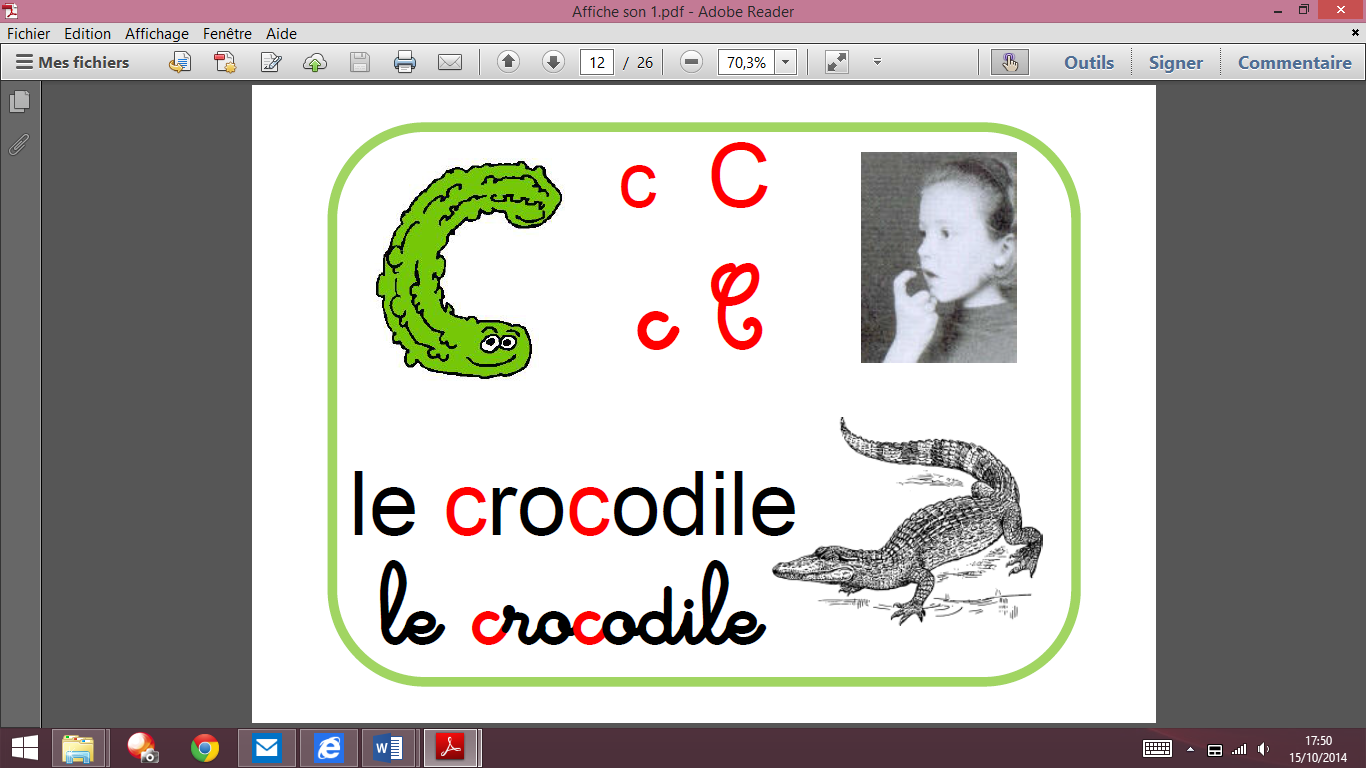 Affiche son 1.pdf - Adobe Reader
Fichier Edition Affichage Fenêtre Aide
Mes fichiers 12 / 26 70,3% Outils Signer Commentaire
c C
c C
le crocodile
le crocodile
17:50
15/10/2014